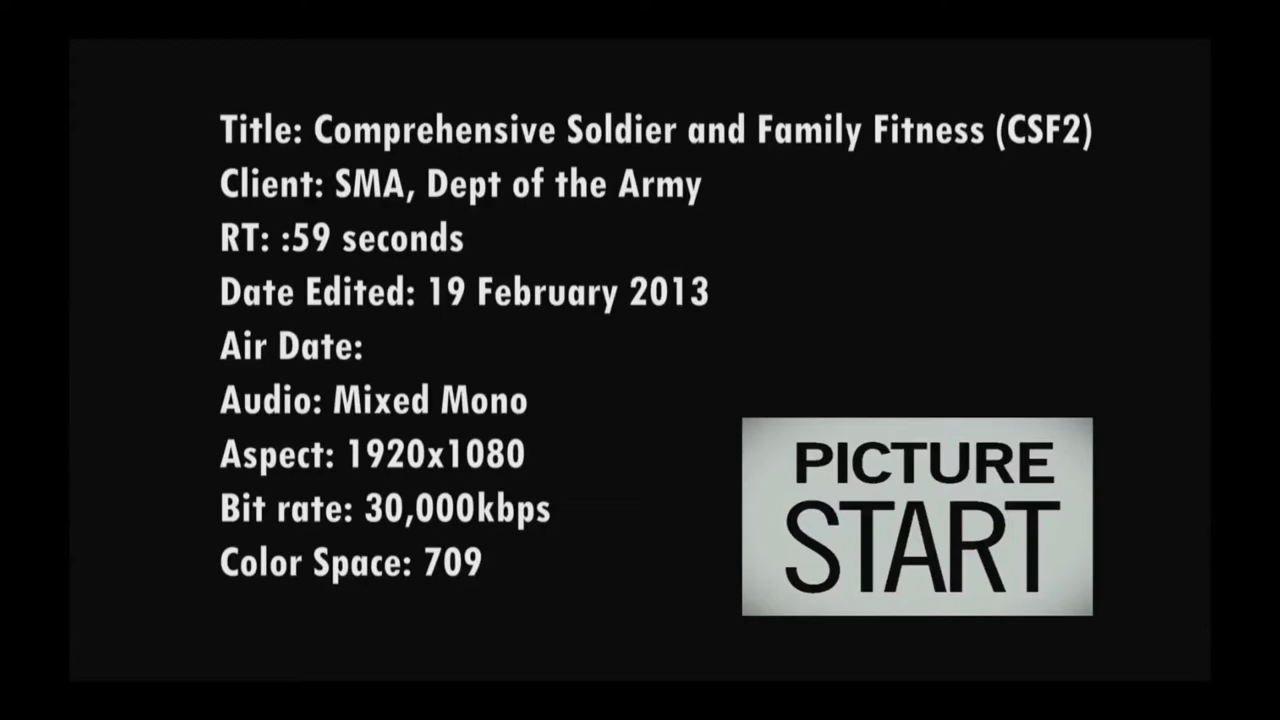 Title: Comprehensive Soldier and Family Fitness (CSF2)
Client: SMA, Dept of the Army
RT: :59 seconds
Date Edited: 19 February 2013
Air Date:
Audio: Mixed Mono
Aspect: 1920x1080
Bit rate: 30,000kbps
Color Space: 709
PICTURE
START